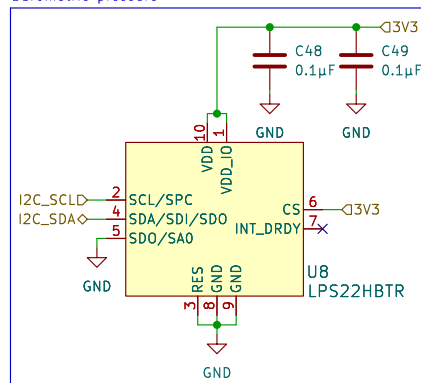 Barometric pressure
3V3
C48
0.1µF
C49
0.1µF
GND
GND
10
1
VDD
VDD_IO
I2C_SCL
2
SCL/SPC
I2C_SDA
4
SDA/SDI/SDO
5
SDO/SA0
CS
6
3V3
INT_DRDY
7
GND
RES
GND
GND
3
8
9
U8
LPS22HBTR
GND